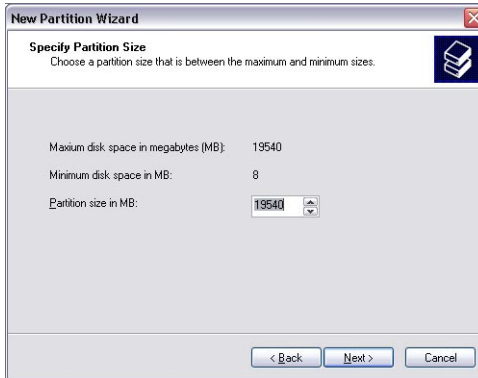 New Partition Wizard
Specify Partition Size
Choose a partition size that is between the maximum and minimum sizes.
Maxium disk space in megabytes (MB): 19540
Minimum disk space in MB: 8
Partition size in MB: 19540
< Back Next > Cancel